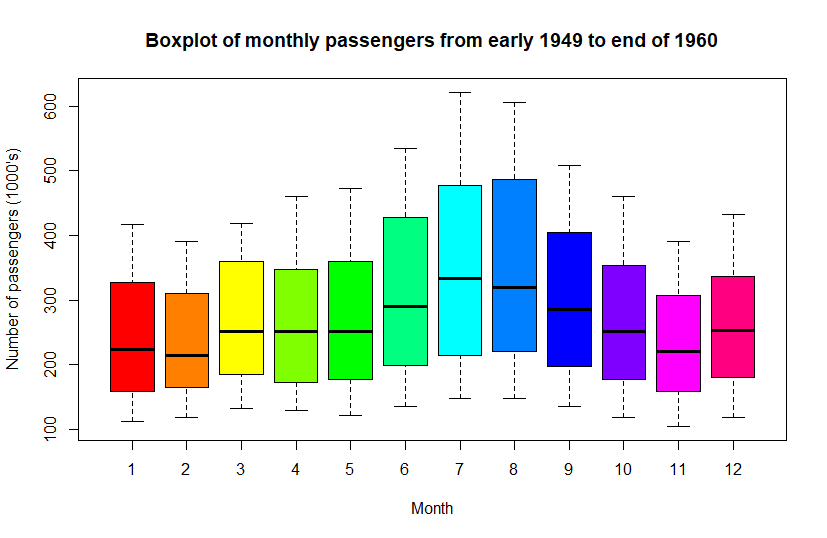 Boxplot of monthly passengers from early 1949 to end of 1960
Number of passengers (1000's)
600
500
400
300
200
100
1 2 3 4 5 6 7 8 9 10 11 12
Month